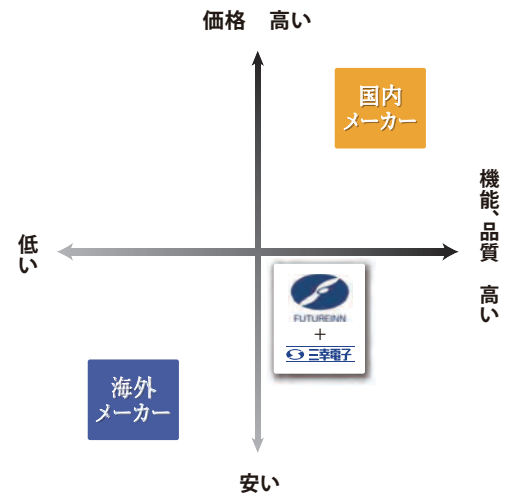 価格 高い
国内
メーカー
機能、品質 高い
低い
FUTUREINN
+
三幸電子
海外
メーカー
安い